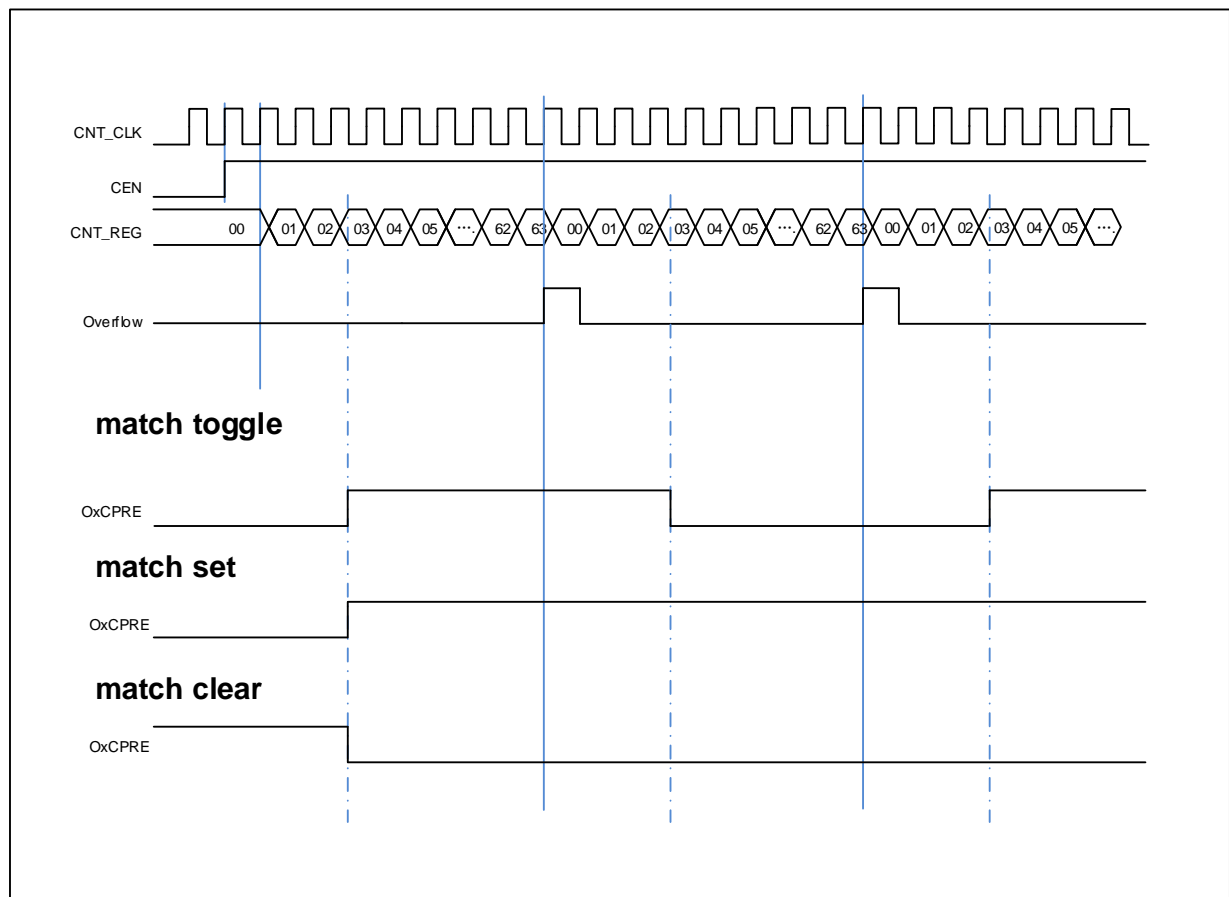 CNT_CLK
CEN
CNT_REG 00 01 02 03 04 05 .... 62 63 00 01 02 03 04 05 .... 62 63 00 01 02 03 04 05 ....
Overflow
match toggle
OxCPRE
match set
OxCPRE
match clear
OxCPRE